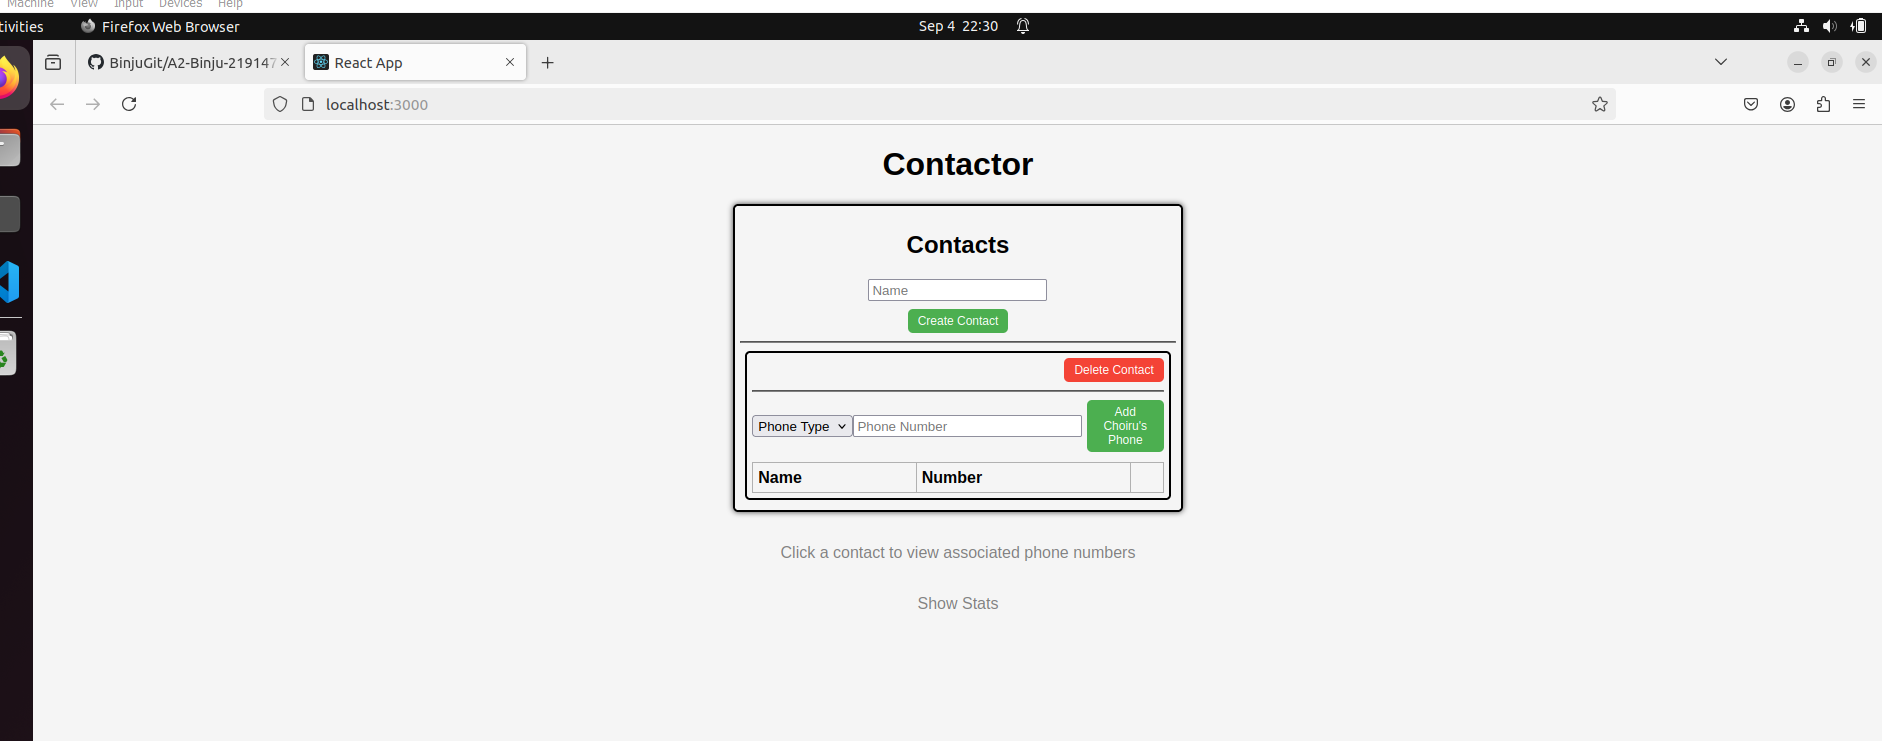 Machine View Input Devices Help
tivities Firefox Web Browser Sep 4 22:30
BinjuGit/A2-Binju-219147 React App
localhost:3000
Contactor
Contacts
Name
Create Contact
Delete Contact
Phone Type Phone Number Add Choiru's Phone
Name Number
Click a contact to view associated phone numbers
Show Stats